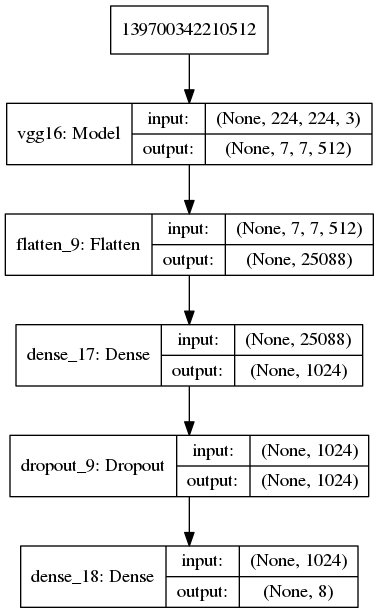 139700342210512
vgg16: Model
input:
(None, 224, 224, 3)
output:
(None, 7, 7, 512)
flatten_9: Flatten
input:
(None, 7, 7, 512)
output:
(None, 25088)
dense_17: Dense
input:
(None, 25088)
output:
(None, 1024)
dropout_9: Dropout
input:
(None, 1024)
output:
(None, 1024)
dense_18: Dense
input:
(None, 1024)
output:
(None, 8)